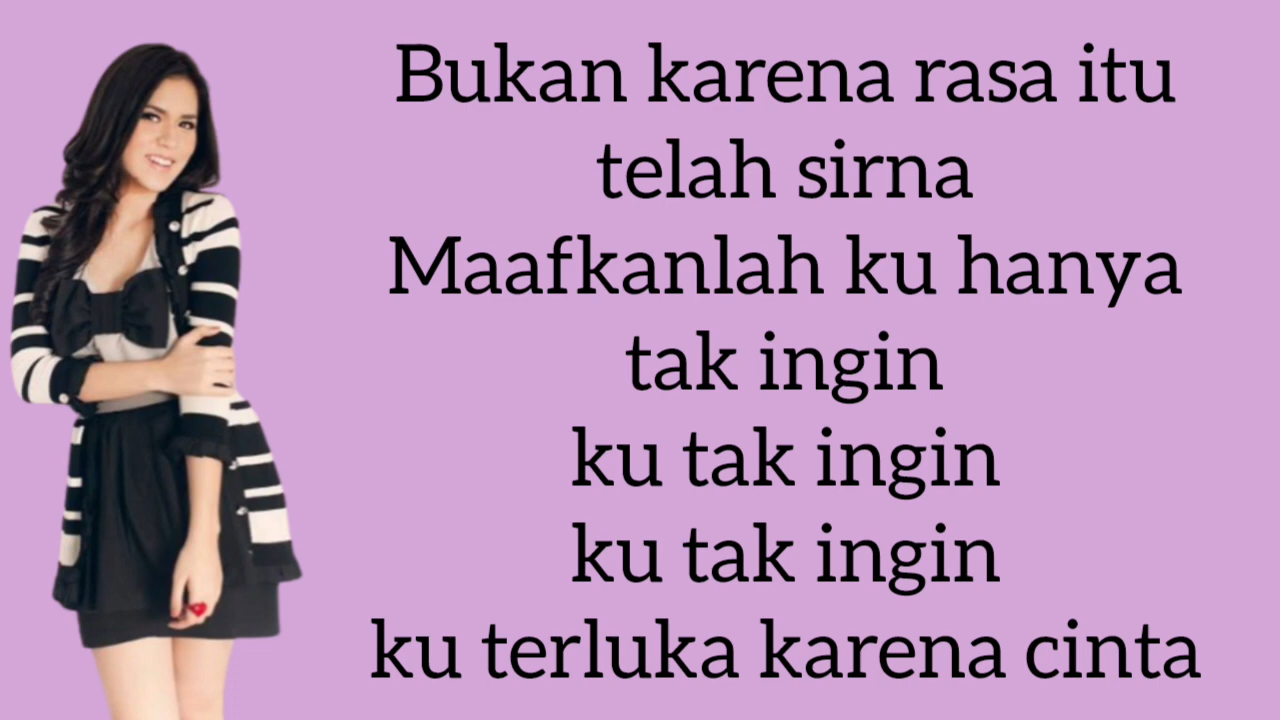 Bukan karena rasa itu
telah sirna
Maafkanlah ku hanya
tak ingin
ku tak ingin
ku tak ingin
ku terluka karena cinta